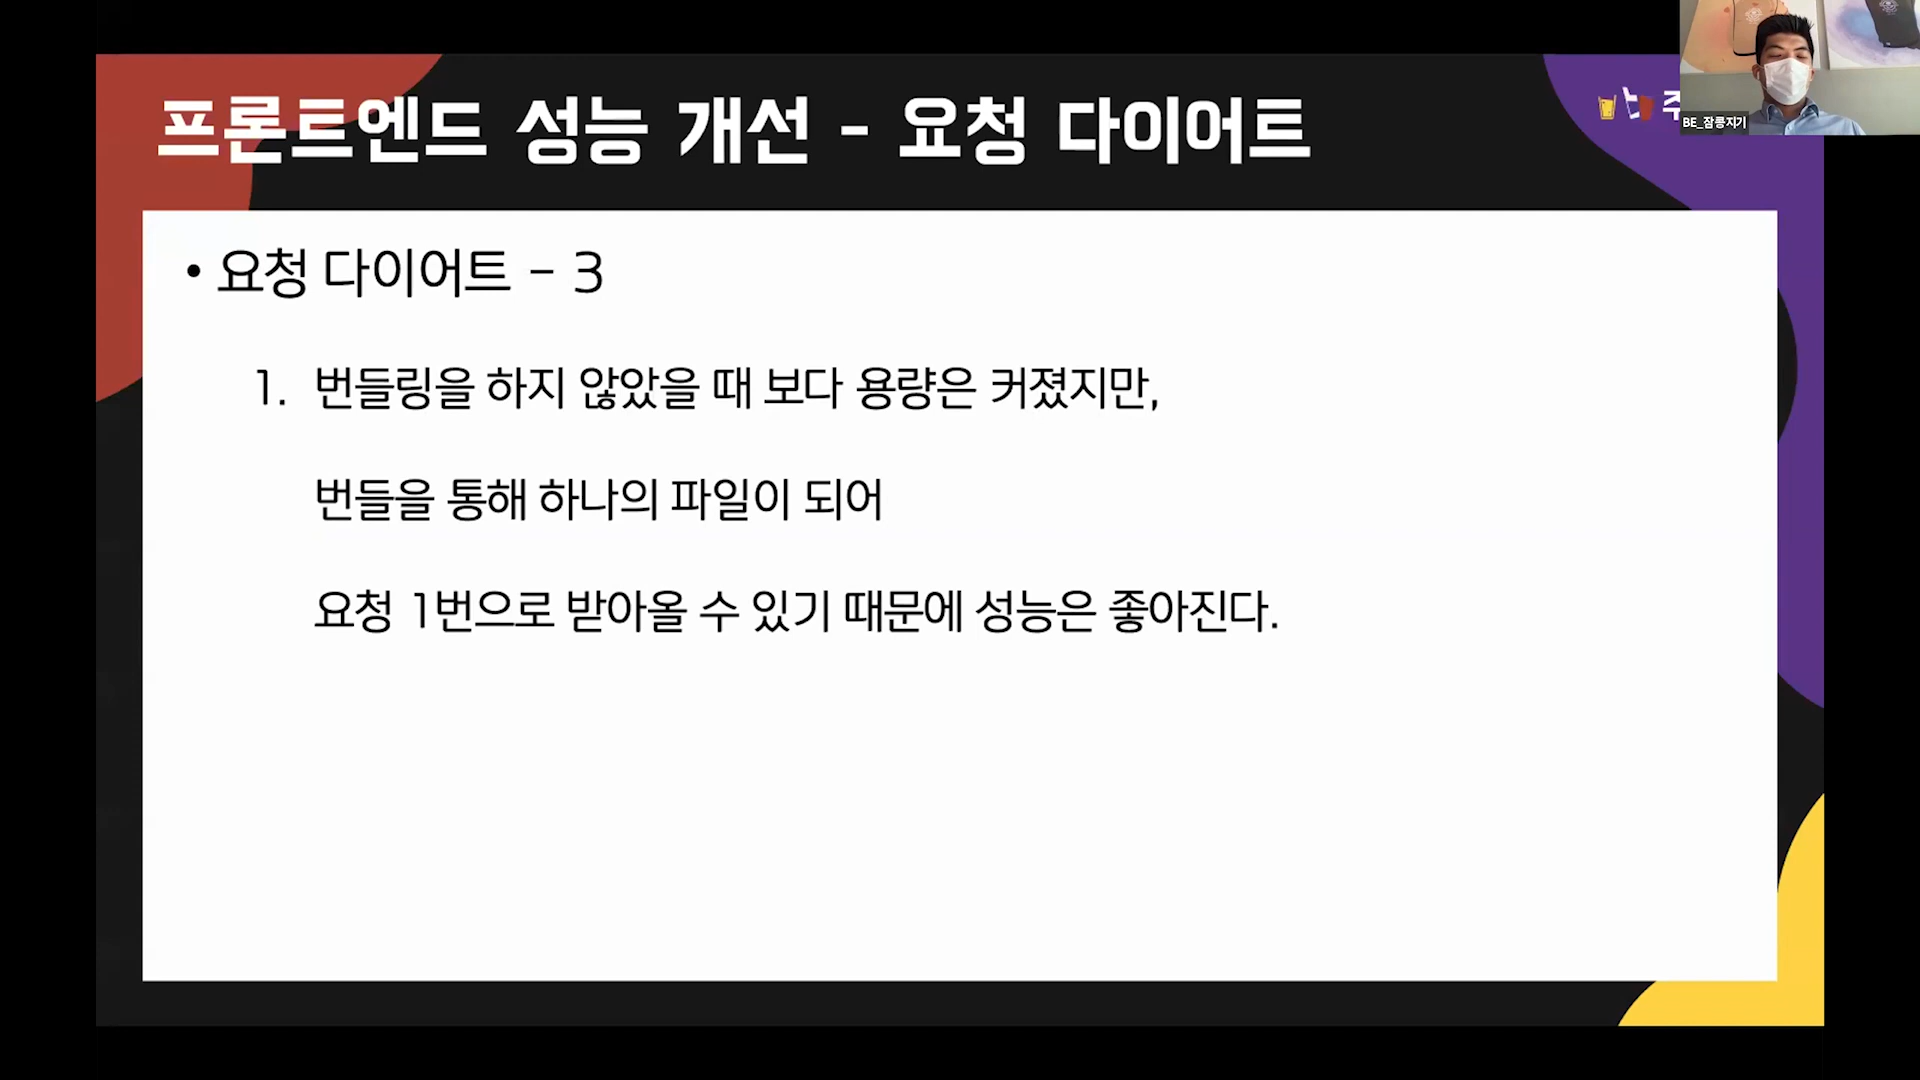 프론트엔드 성능 개선 - 요청 다이어트
BE_잠룽지기
• 요청 다이어트 – 3
1. 번들링을 하지 않았을 때 보다 용량은 커졌지만,
번들을 통해 하나의 파일이 되어
요청 1번으로 받아올 수 있기 때문에 성능은 좋아진다.